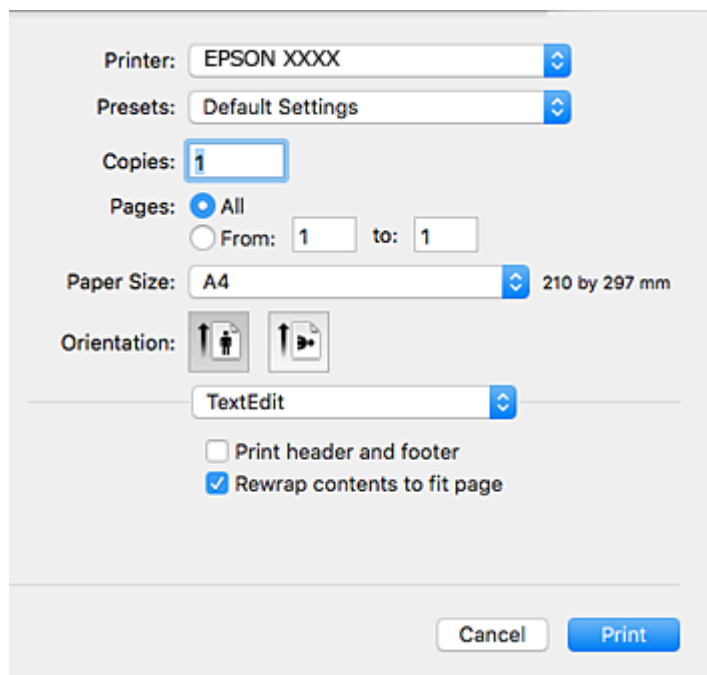 Printer: EPSON XXXX
Presets: Default Settings
Copies: 1
Pages: All
From: 1 to: 1
Paper Size: A4 210 by 297 mm
Orientation:
TextEdit
Print header and footer
Rewrap contents to fit page
Cancel Print